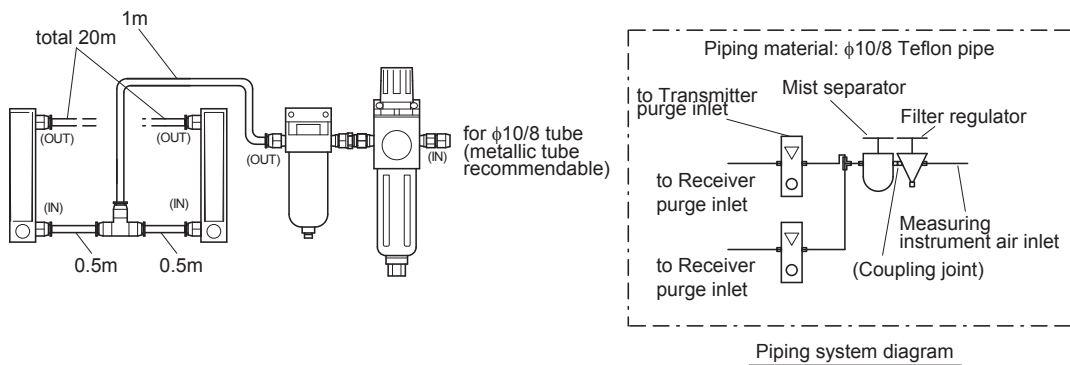 1m
total 20m
(OUT)
(OUT)
(OUT)
(IN)
for φ10/8 tube
(metallic tube
recommendable)
(IN)
(IN)
0.5m
0.5m
Piping material: φ10/8 Teflon pipe
Mist separator
to Transmitter
purge inlet
Filter regulator
to Receiver
purge inlet
Measuring
instrument air inlet
(Coupling joint)
to Receiver
purge inlet
Piping system diagram